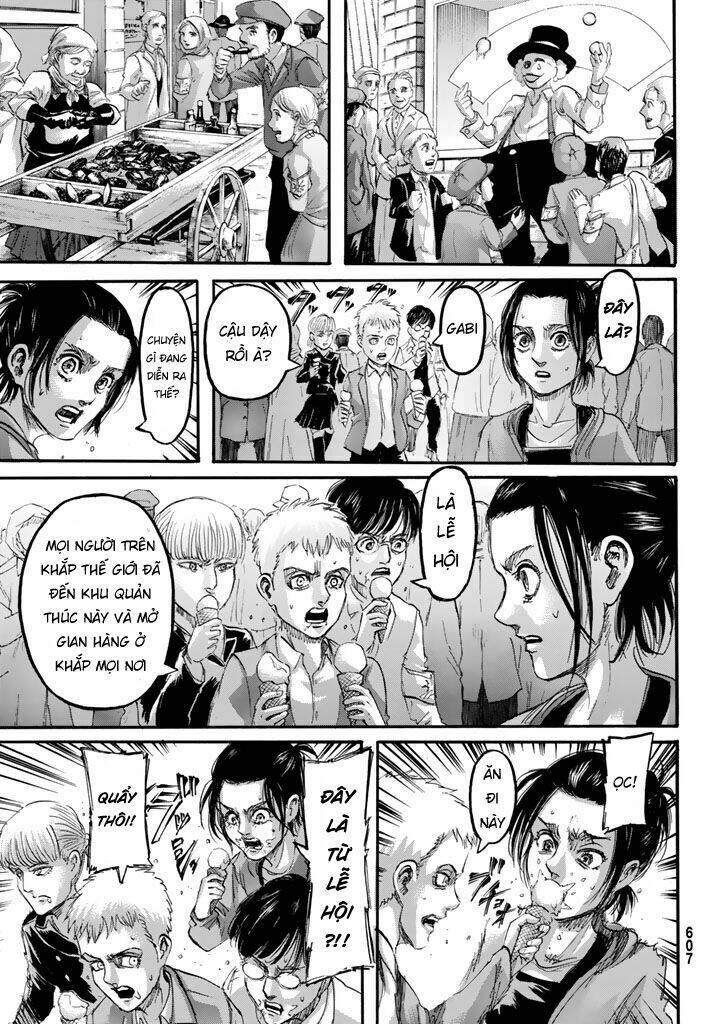 ĐÂY
LÀ?
GABI
CẬU DẬY
RỒI À?
CHUYỆN
GÌ ĐANG
DIỄN RA
THẾ?
LÀ
LỄ
HỘI
MỌI NGƯỜI TRÊN
KHẮP THẾ GIỚI ĐÃ
ĐẾN KHU QUẢN
THÚC NÀY VÀ MỞ
GIAN HÀNG Ở
KHẮP MỌI NƠI
ỌC!
ĂN
ĐI
NÀY
ĐÂY
LÀ
TỪ
LỄ
HỘI
?!!
QUẨY
THÔI!
607